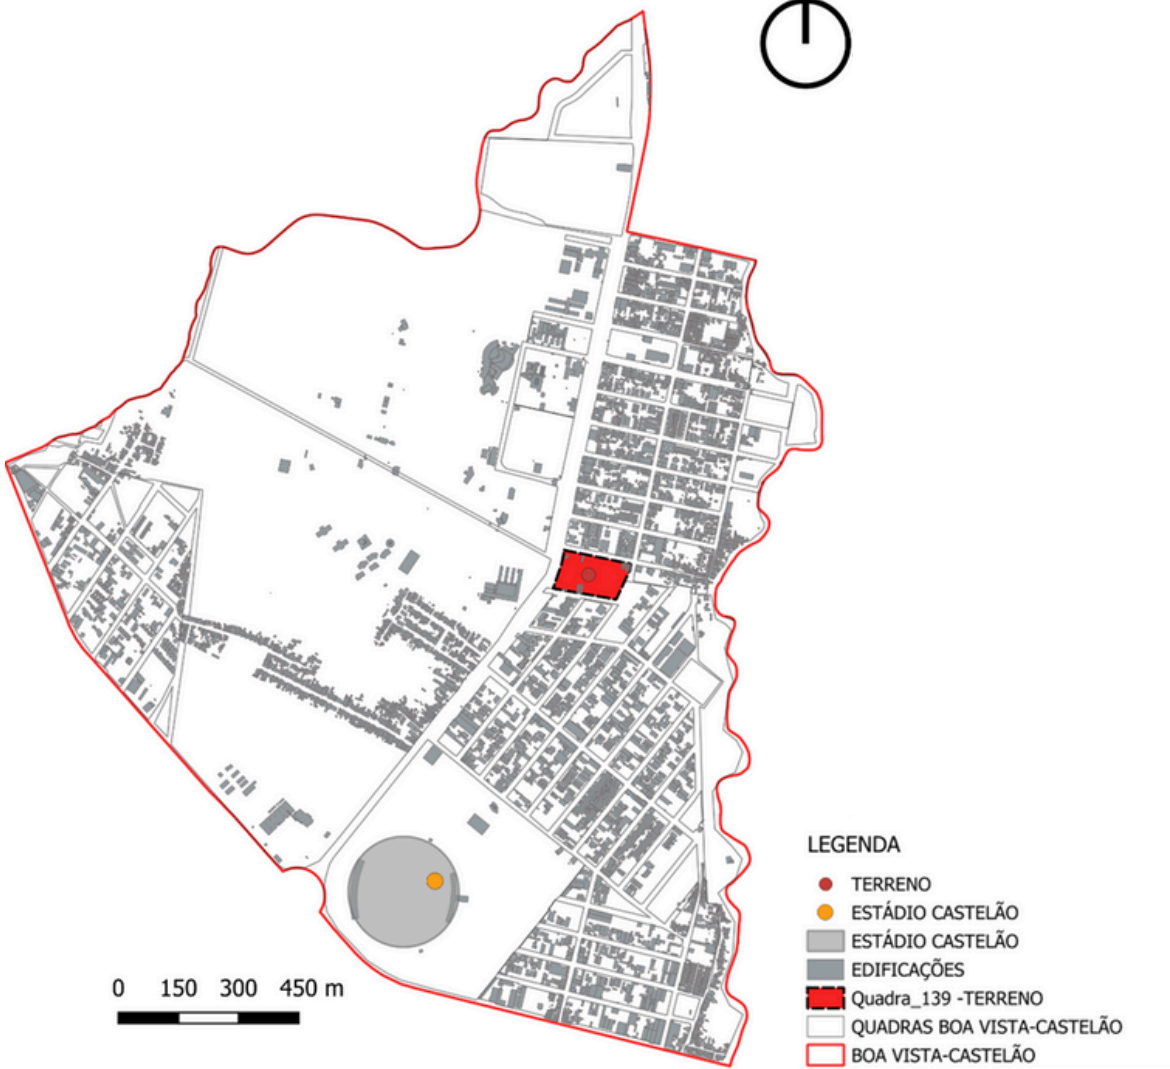 LEGENDA
TERRENO
ESTÁDIO CASTELÃO
ESTÁDIO CASTELÃO
EDIFICAÇÕES
Quadra_139 -TERRENO
QUADRAS BOA VISTA-CASTELÃO
BOA VISTA-CASTELÃO
0 150 300 450 m